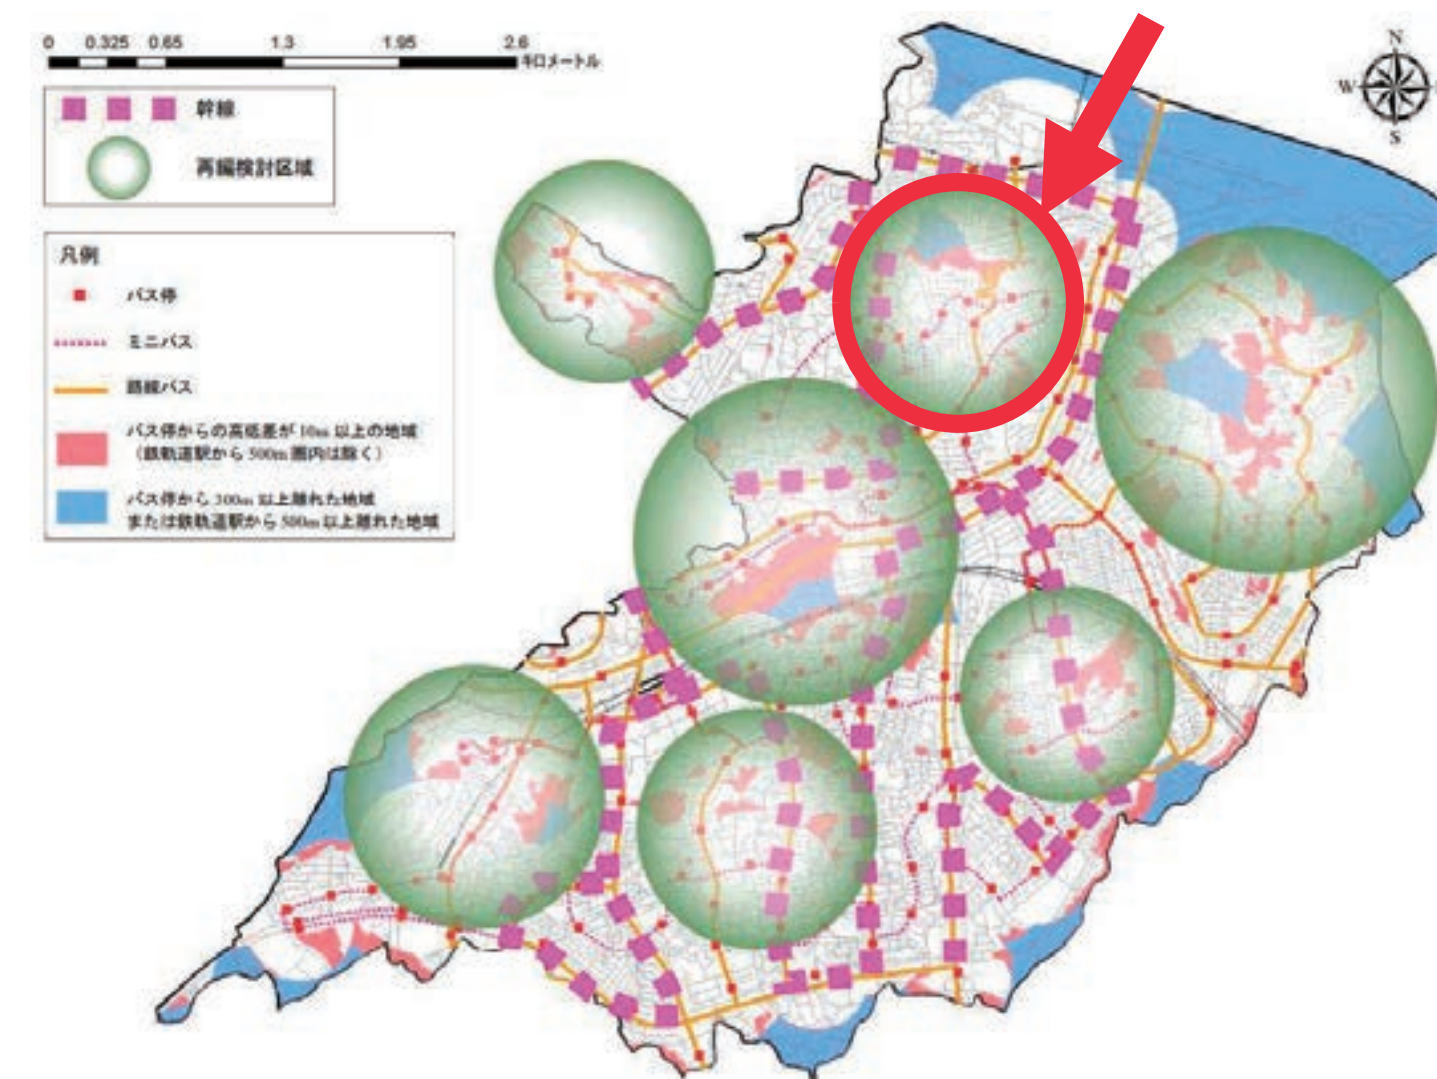 0 0.325 0.65 1.3 1.95 2.6
キロメートル
幹線
再編検討区域
凡例
バス停
ミニバス
路線バス
バス停からの高低差が10m以上の地域
（鉄軌道駅から500m圏内は除く）
バス停から300m以上離れた地域
または鉄軌道駅から500m以上離れた地域
N
W
S